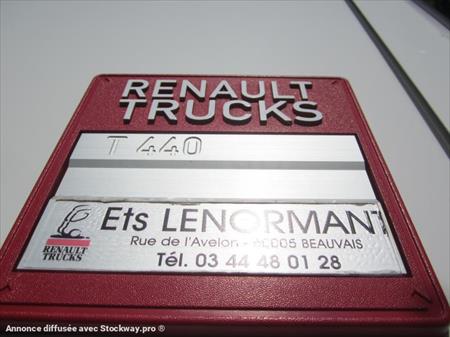 RENAULT
TRUCKS
T 440
Ets LENORMANT
Rue de l'Avelon - 60005 BEAUVAIS
RENAULT
TRUCKS
Tél. 03 44 48 01 28
Annonce diffusée avec Stockway.pro ®